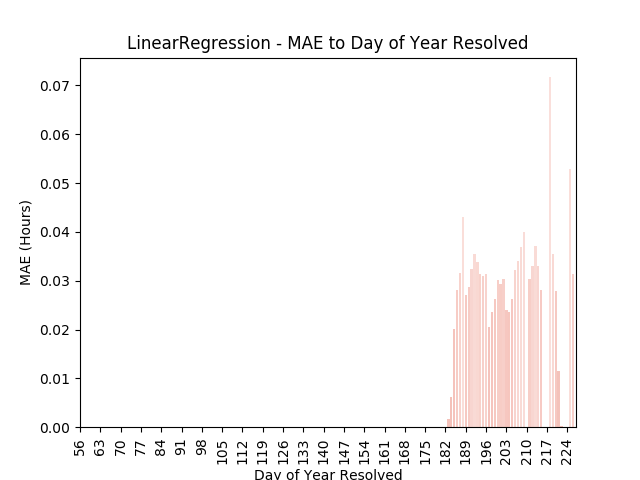 LinearRegression - MAE to Day of Year Resolved
0.07
0.06
0.05
0.04
0.03
0.02
0.01
0.00
MAE (Hours)
56 63 70 77 84 91 98 105 112 119 126 133 140 147 154 161 168 175 182 189 196 203 210 217 224
Day of Year Resolved